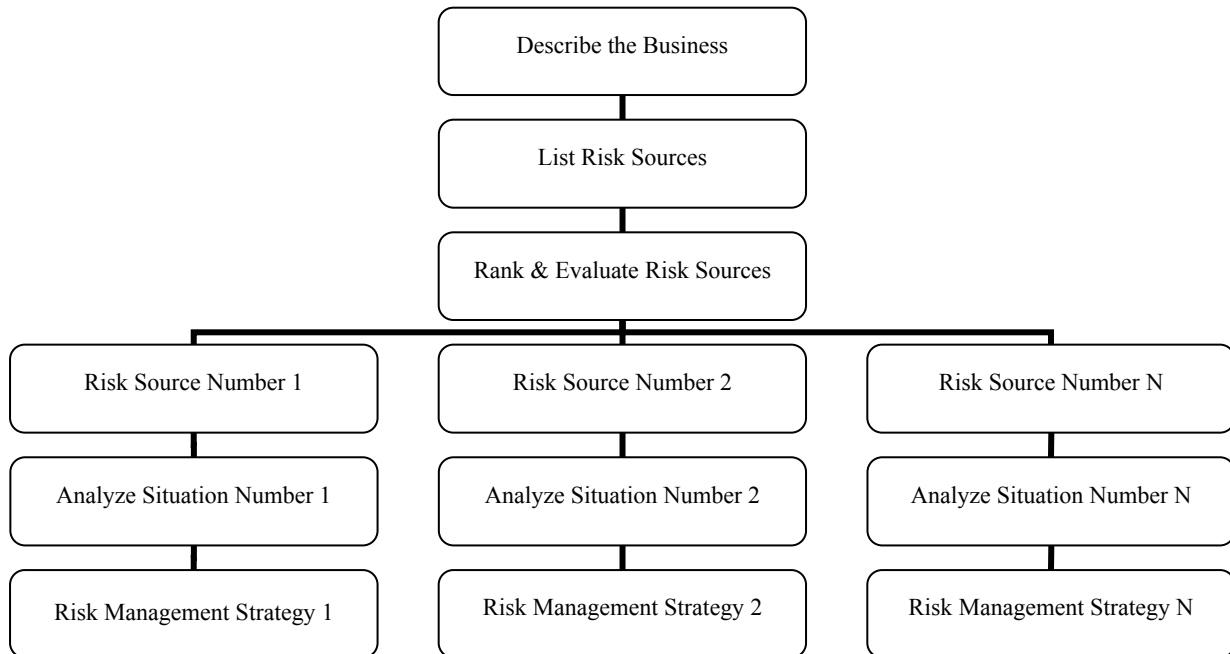 Describe the Business
List Risk Sources
Rank & Evaluate Risk Sources
Risk Source Number 1
Risk Source Number 2
Risk Source Number N
Analyze Situation Number 1
Analyze Situation Number 2
Analyze Situation Number N
Risk Management Strategy 1
Risk Management Strategy 2
Risk Management Strategy N